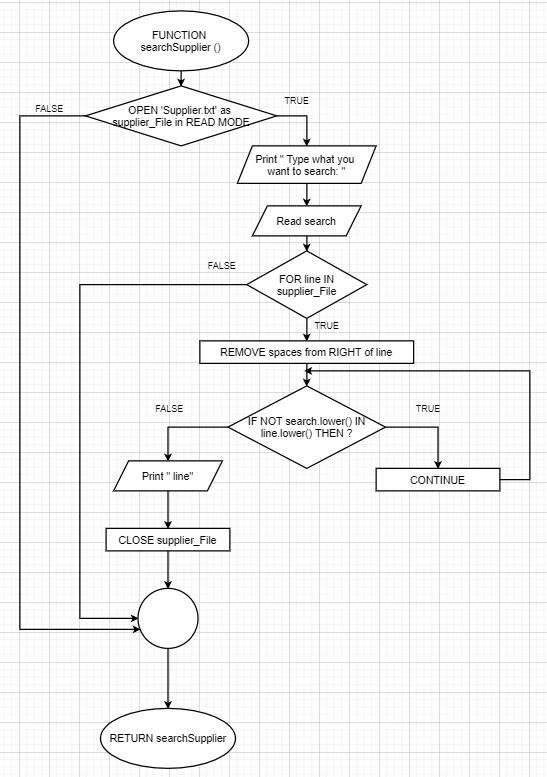 FUNCTION
searchSupplier ()
FALSE
TRUE
OPEN 'Supplier.txt' as
supplier_File in READ MODE
Print " Type what you
want to search: "
Read search
FALSE
FOR line IN
supplier_File
TRUE
REMOVE spaces from RIGHT of line
FALSE
TRUE
IF NOT search.lower() IN
line.lower() THEN ?
Print " line"
CONTINUE
CLOSE supplier_File
RETURN searchSupplier